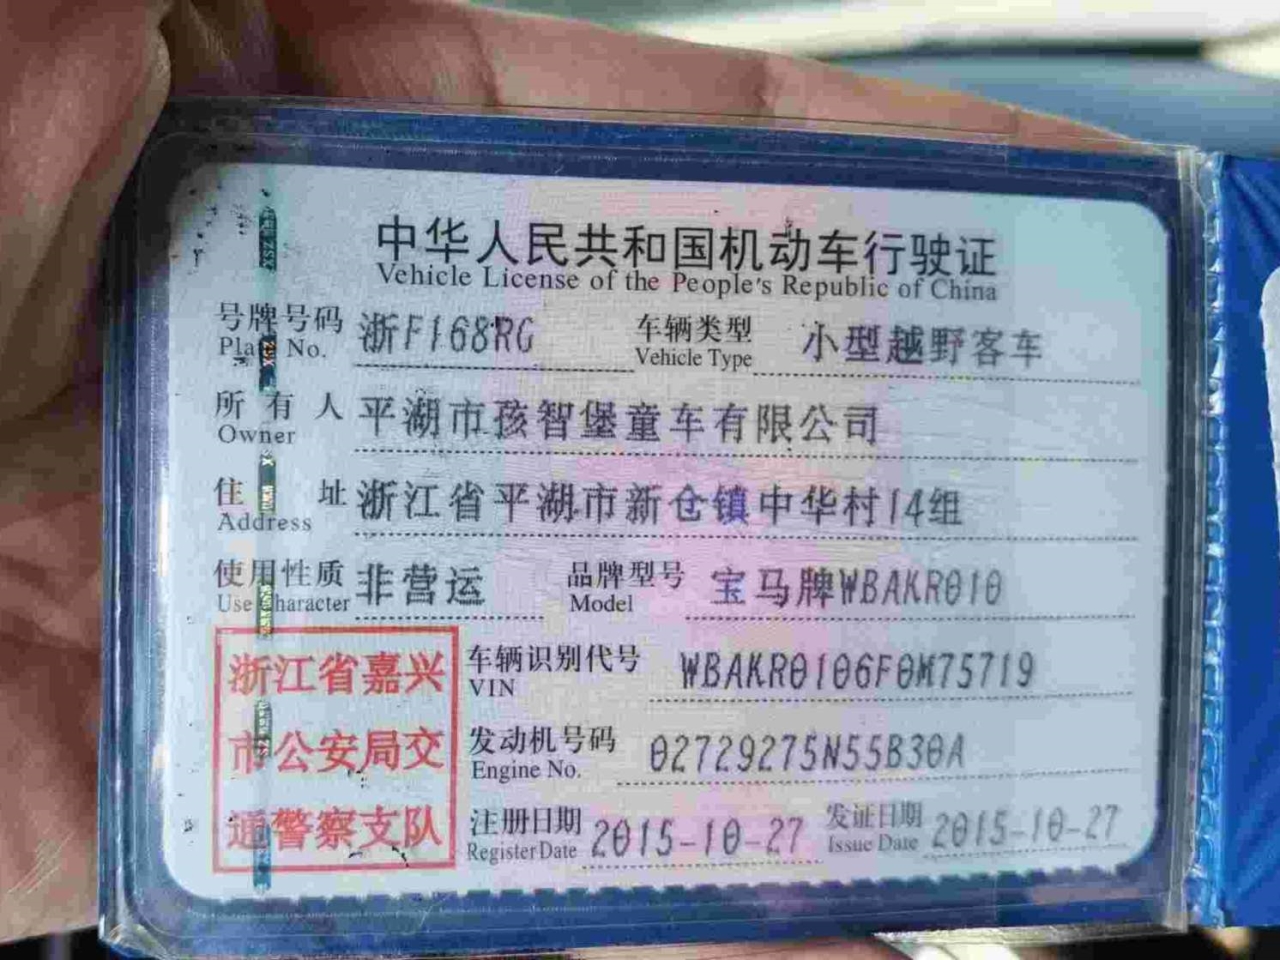 中华人民共和国机动车行驶证
Vehicle License of the People's Republic of China
号牌号码 浙F168RG 车辆类型 小型越野客车
Plate No. Vehicle Type
所有人 平湖市孩智堡童车有限公司
Owner
住址 浙江省平湖市新仓镇中华村14组
Address
使用性质 非营运 品牌型号 宝马牌WBAKR010
Use Character Model
浙江省嘉兴
市公安局交
通警察支队
车辆识别代号 WBAKR0106F0M75719
VIN
发动机号码 02729275N55B30A
Engine No.
注册日期 2015-10-27 发证日期 2015-10-27
Register Date Issue Date